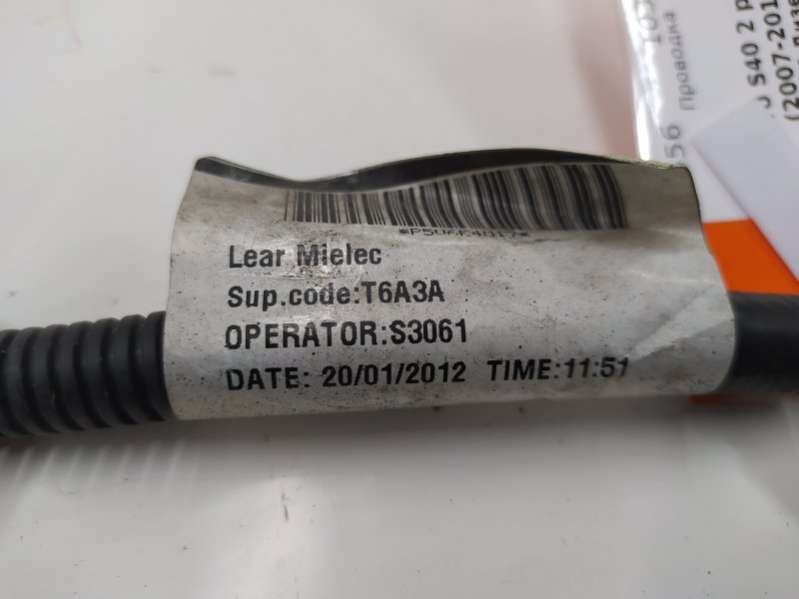 Lear Mielec
Sup.code:T6A3A
OPERATOR:S3061
DATE: 20/01/2012 TIME:11:51
56 Проводка
S40 2
(2007-201